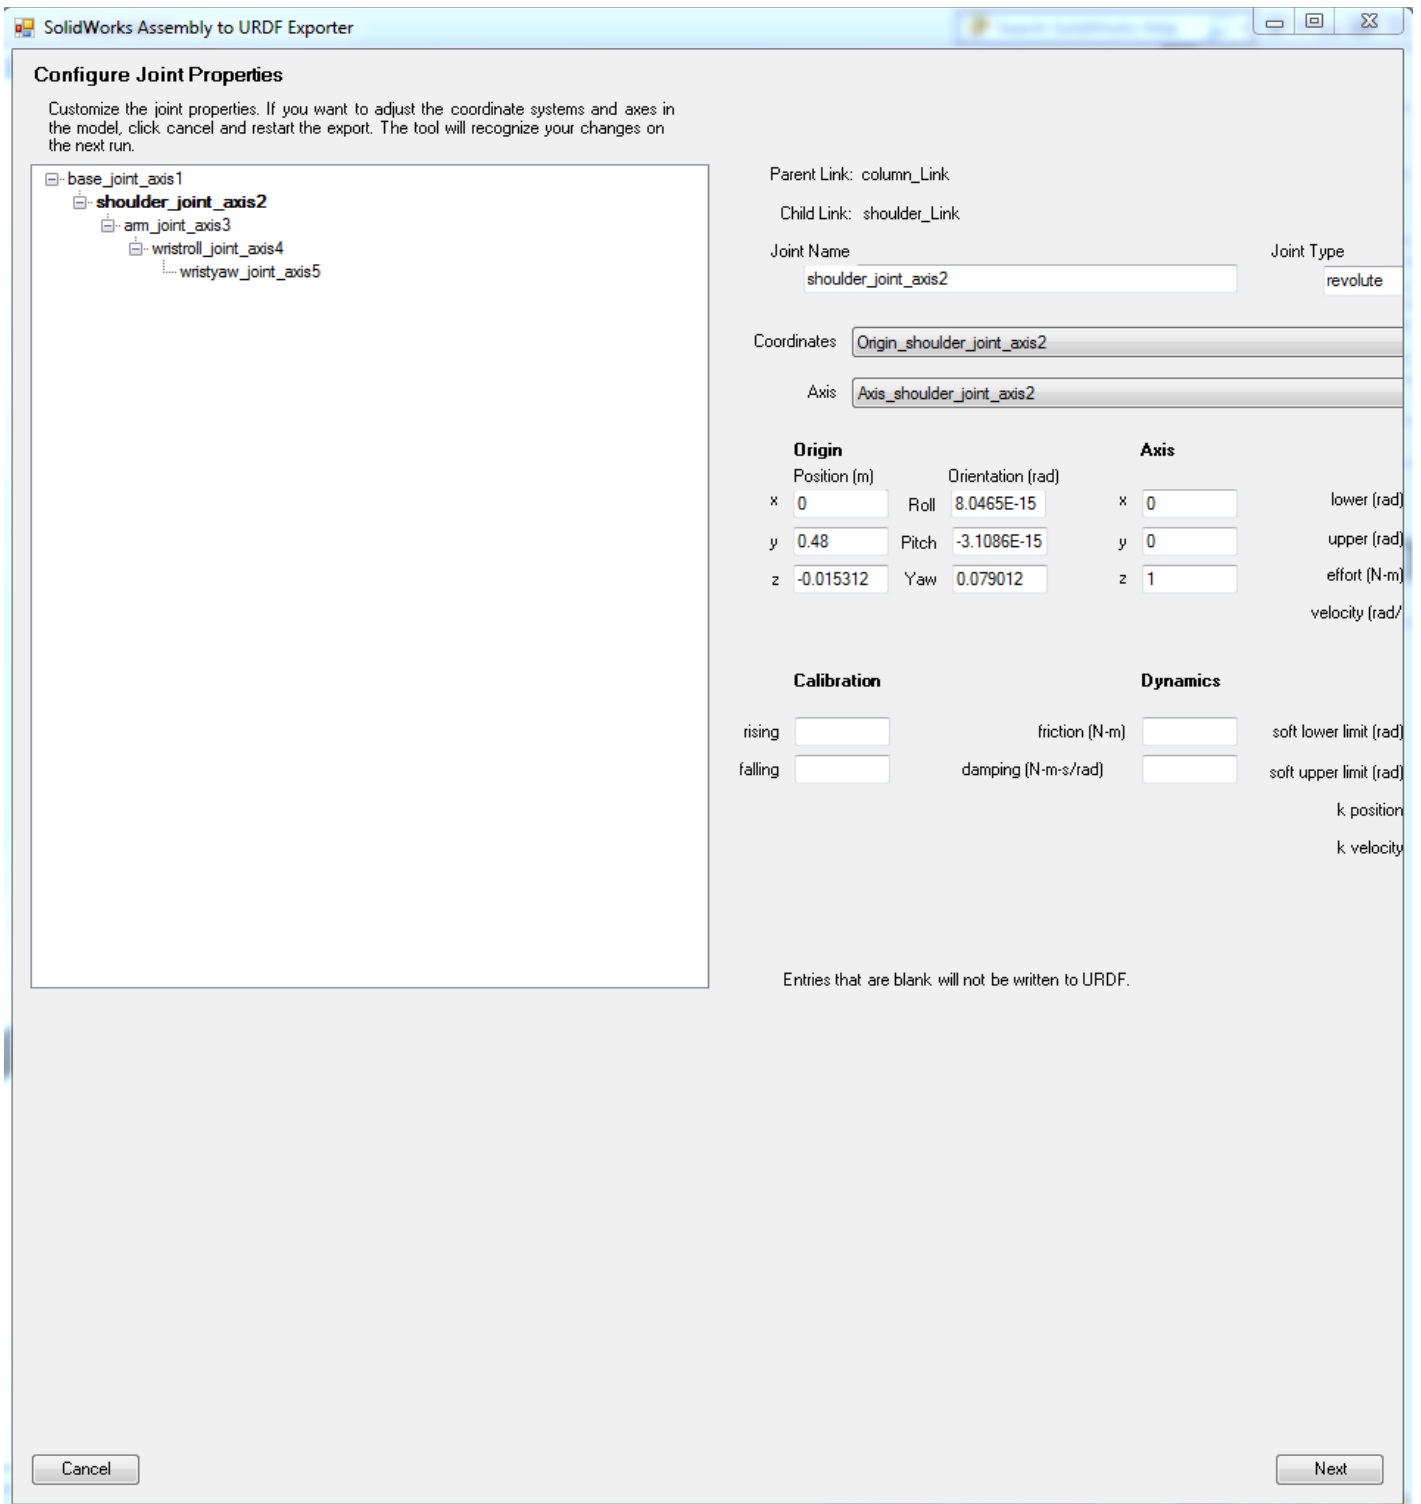 SolidWorks Assembly to URDF Exporter
Configure Joint Properties
Customize the joint properties. If you want to adjust the coordinate systems and axes in
the model, click cancel and restart the export. The tool will recognize your changes on
the next run.
base_joint_axis1
shoulder_joint_axis2
arm_joint_axis3
wristroll_joint_axis4
wristyaw_joint_axis5
Parent Link: column_Link
Child Link: shoulder_Link
Joint Name Joint Type
shoulder_joint_axis2 revolute
Coordinates Origin_shoulder_joint_axis2
Axis Axis_shoulder_joint_axis2
Origin Axis
Position (m) Orientation (rad)
x 0 Roll 8.0465E-15 x 0 lower (rad)
y 0.48 Pitch -3.1086E-15 y 0 upper (rad)
z -0.015312 Yaw 0.079012 z 1 effort (N-m)
velocity (rad/
Calibration Dynamics
rising friction (N-m) soft lower limit (rad)
falling damping (N-m-s/rad) soft upper limit (rad)
k position
k velocity
Entries that are blank will not be written to URDF.
Cancel Next